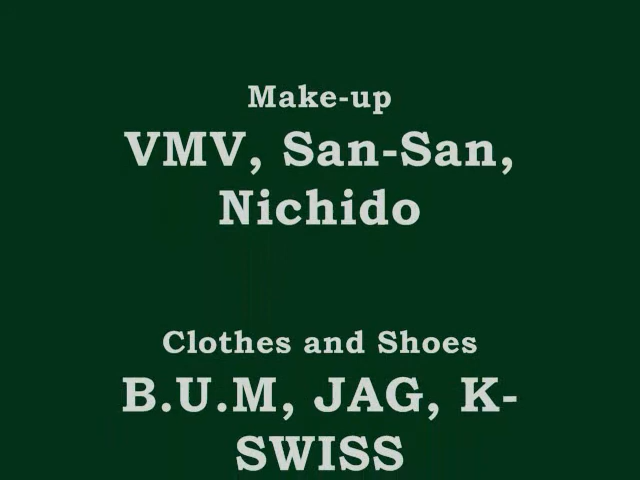 Make-up
VMV, San-San,
Nichido
Clothes and Shoes
B.U.M, JAG, K-
SWISS